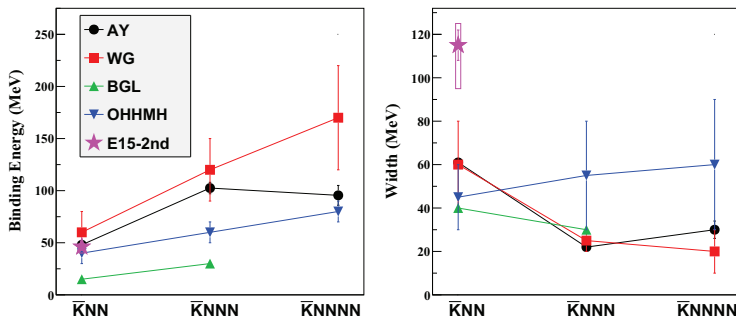 Binding Energy (MeV)
250
200
150
100
50
0
AY
WG
BGL
OHHMH
E15-2nd
K̅NN
K̅NNN
K̅NNNN
Width (MeV)
120
100
80
60
40
20
0
K̅NN
K̅NNN
K̅NNNN